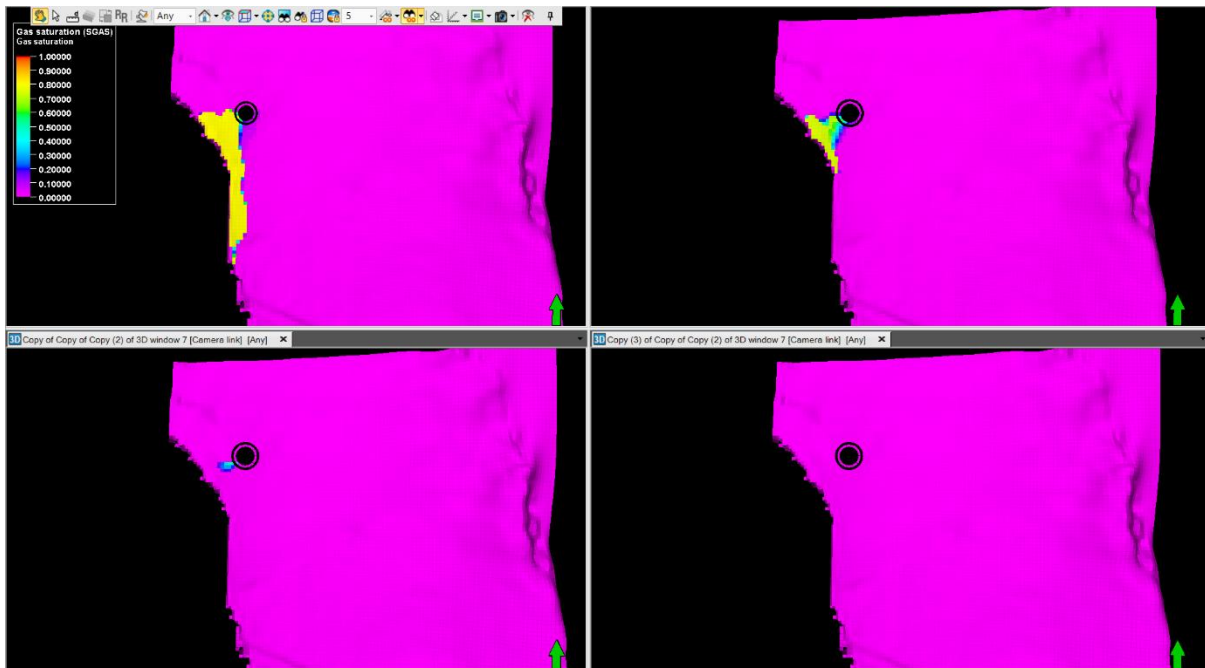 Any
5
Gas saturation (SGAS)
Gas saturation
1.00000
0.90000
0.80000
0.70000
0.60000
0.50000
0.40000
0.30000
0.20000
0.10000
0.00000
3D Copy of Copy of Copy (2) of 3D window 7 [Camera link] [Any]
3D Copy (3) of Copy of Copy (2) of 3D window 7 [Camera link] [Any]